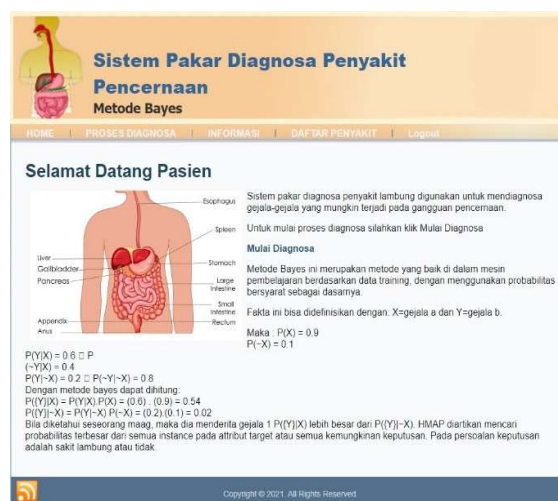 Sistem Pakar Diagnosa Penyakit
Pencernaan
Metode Bayes
HOME | PROSES DIAGNOSA | INFORMASI | DAFTAR PENYAKIT | Logout
Selamat Datang Pasien
Esophagus
Spleen
Liver
Gallbladder
Stomach
Pancreas
Large
Intestine
Small
Intestine
Appendix
Rectum
Anus
Sistem pakar diagnosa penyakit lambung digunakan untuk mendiagnosa
gejala-gejala yang mungkin terjadi pada gangguan pencernaan.
Untuk mulai proses diagnosa silahkan klik Mulai Diagnosa
Mulai Diagnosa
Metode Bayes ini merupakan metode yang baik di dalam mesin
pembelajaran berdasarkan data training, dengan menggunakan probabilitas
bersyarat sebagai dasarnya.
Fakta ini bisa didefinisikan dengan: X=gejala a dan Y=gejala b.
Maka : P(X) = 0.9
P(~X) = 0.1
P(Y|X) = 0.6 □ P
(~Y|X) = 0.4
P(Y|~X) = 0.2 □ P(~Y|~X) = 0.8
Dengan metode bayes dapat dihitung:
P({Y}|X) = P(Y|X).P(X) = (0.6) . (0.9) = 0.54
P({Y}|~X) = P(Y|~X).P(~X) = (0.2).(0.1) = 0.02
Bila diketahui seseorang maag, maka dia menderita gejala 1 P({Y}|X) lebih besar dari P({Y}|~X). HMAP diartikan mencari
probabilitas terbesar dari semua instance pada attribut target atau semua kemungkinan keputusan. Pada persoalan keputusan
adalah sakit lambung atau tidak.
Copyright © 2021. All Rights Reserved.